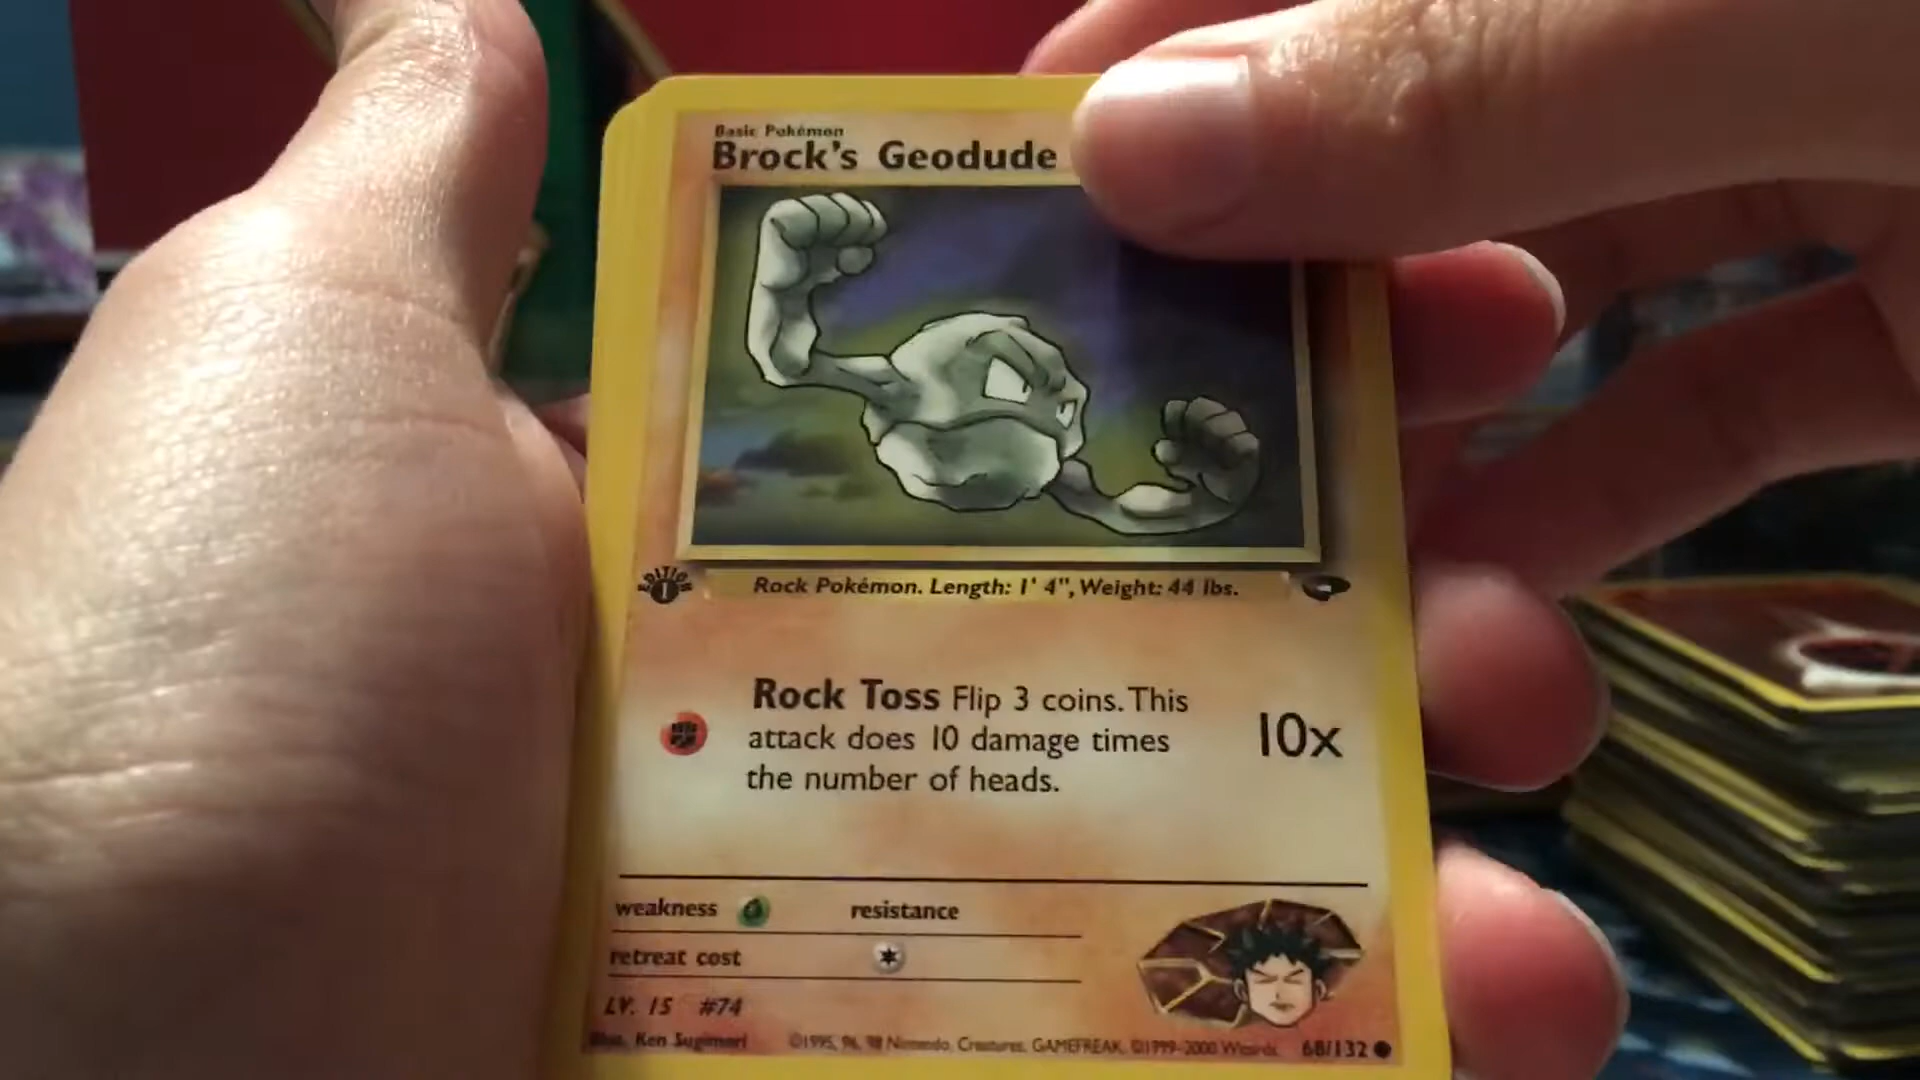 Basic Pokémon
Brock's Geodude
EDITION
1
Rock Pokémon. Length: 1' 4", Weight: 44 lbs.
Rock Toss Flip 3 coins. This
attack does 10 damage times
the number of heads.
10x
weakness
resistance
retreat cost
LV. 15 #74
Illus. Ken Sugimori ©1995, 96, 98 Nintendo, Creatures, GAMEFREAK. ©1999-2000 Wizards. 68/132